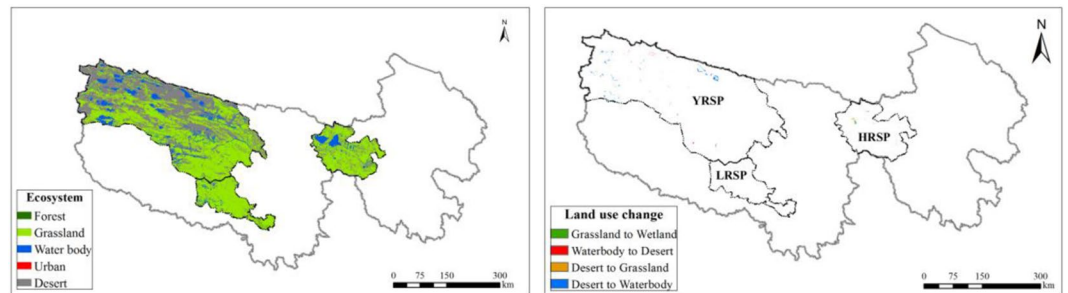 N
Ecosystem
Forest
Grassland
Water body
Urban
Desert
0 75 150 300
km
N
YRSP
HRSP
LRSP
Land use change
Grassland to Wetland
Waterbody to Desert
Desert to Grassland
Desert to Waterbody
0 75 150 300
km